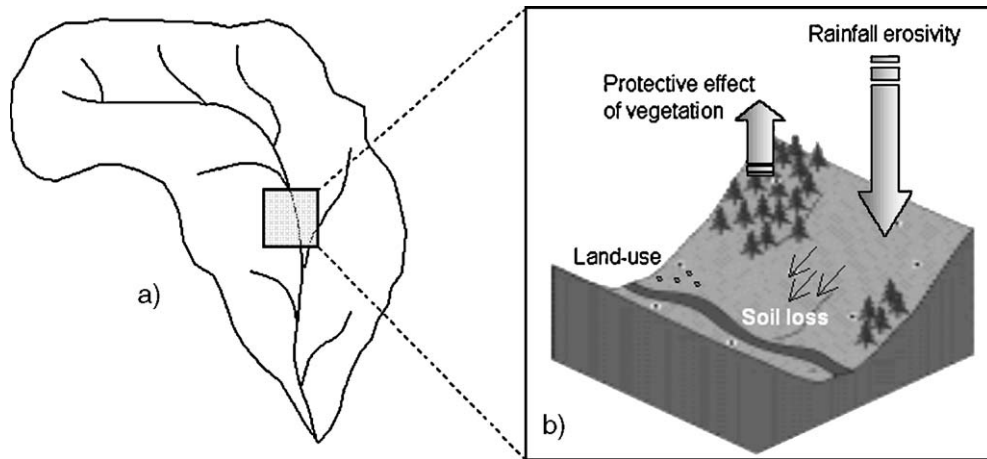 a)
Rainfall erosivity
Protective effect
of vegetation
Land-use
Soil loss
b)